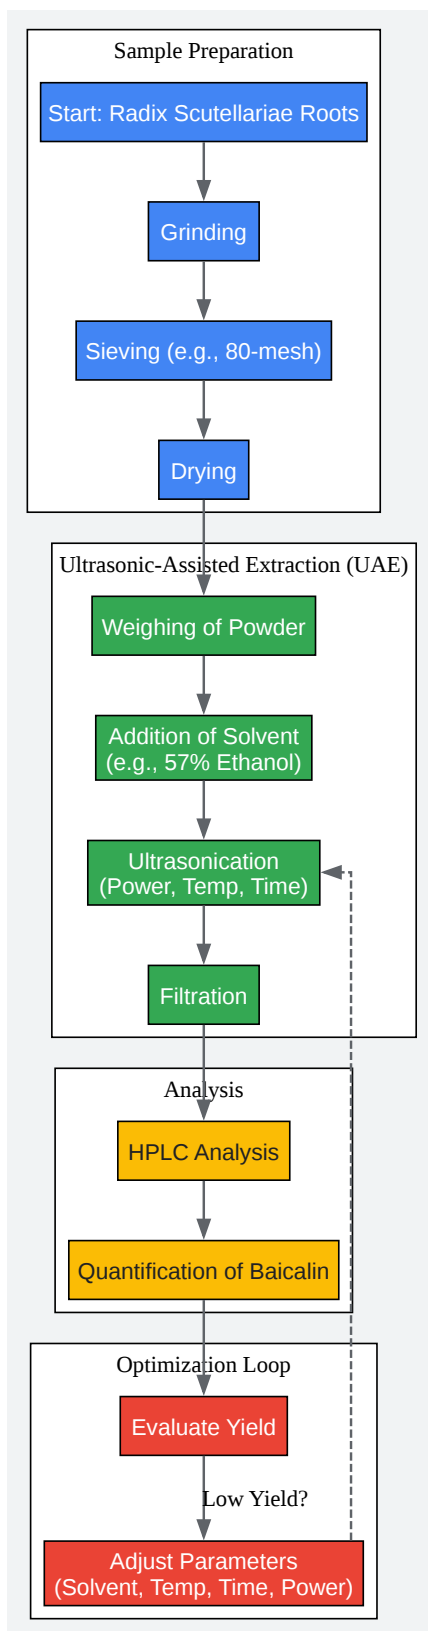 Sample Preparation
Start: Radix Scutellariae Roots
Grinding
Sieving (e.g., 80-mesh)
Drying
Ultrasonic-Assisted Extraction (UAE)
Weighing of Powder
Addition of Solvent
(e.g., 57% Ethanol)
Ultrasonication
(Power, Temp, Time)
Filtration
Analysis
HPLC Analysis
Quantification of Baicalin
Optimization Loop
Evaluate Yield
Low Yield?
Adjust Parameters
(Solvent, Temp, Time, Power)